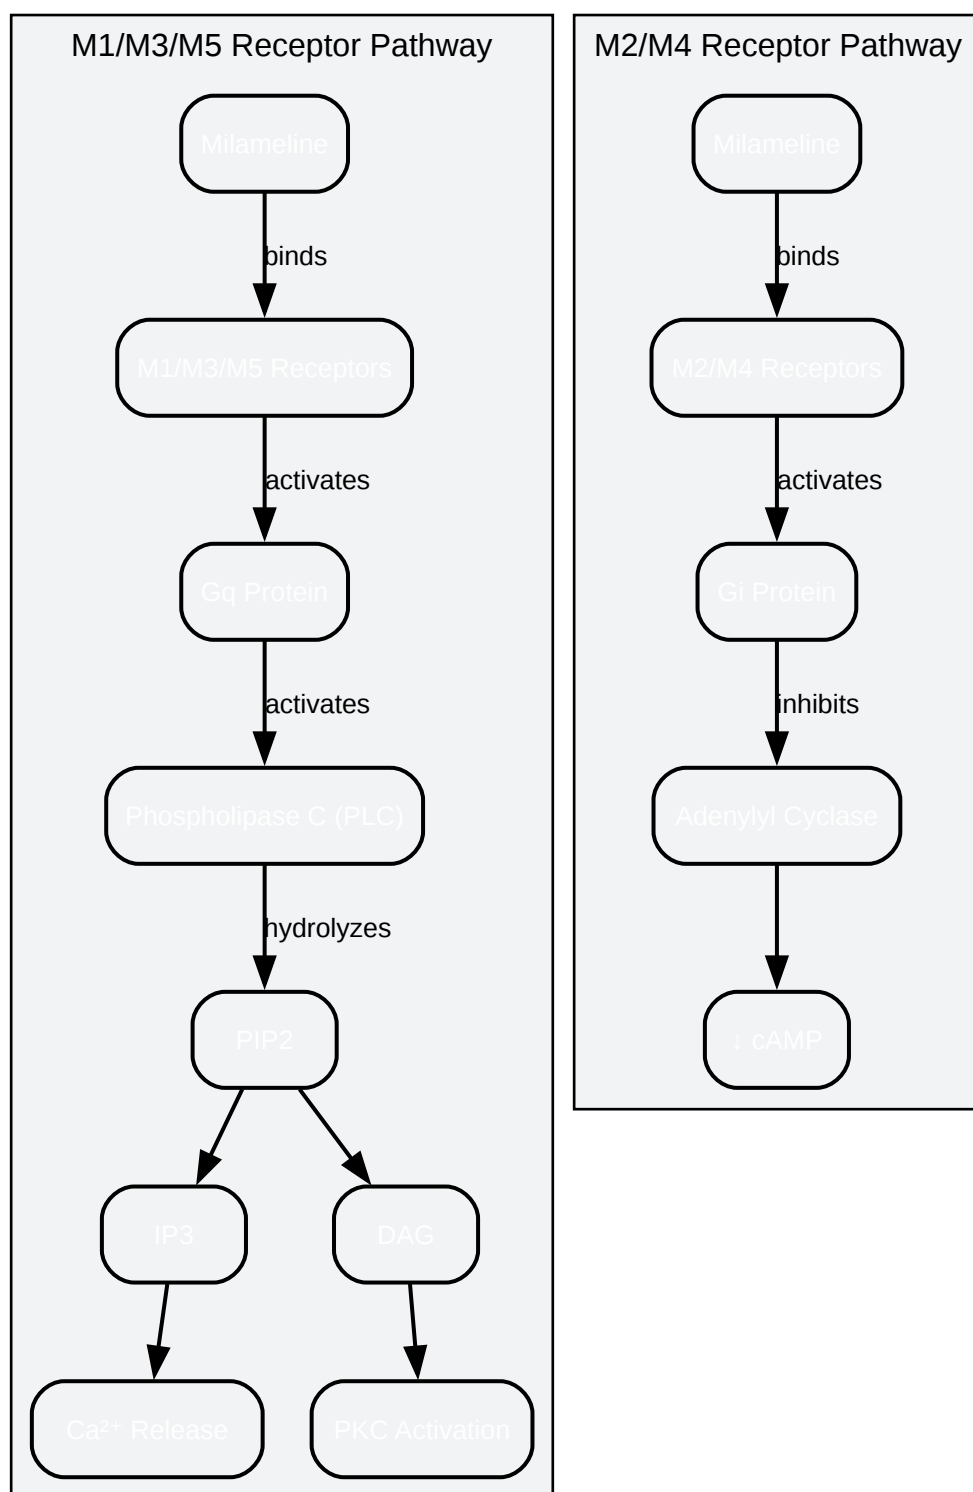 M1/M3/M5 Receptor Pathway
Milameline
binds
M1/M3/M5 Receptors
activates
Gq Protein
activates
Phospholipase C (PLC)
hydrolyzes
PIP2
IP3
DAG
Ca²⁺ Release
PKC Activation
M2/M4 Receptor Pathway
Milameline
binds
M2/M4 Receptors
activates
Gi Protein
inhibits
Adenylyl Cyclase
↓ cAMP